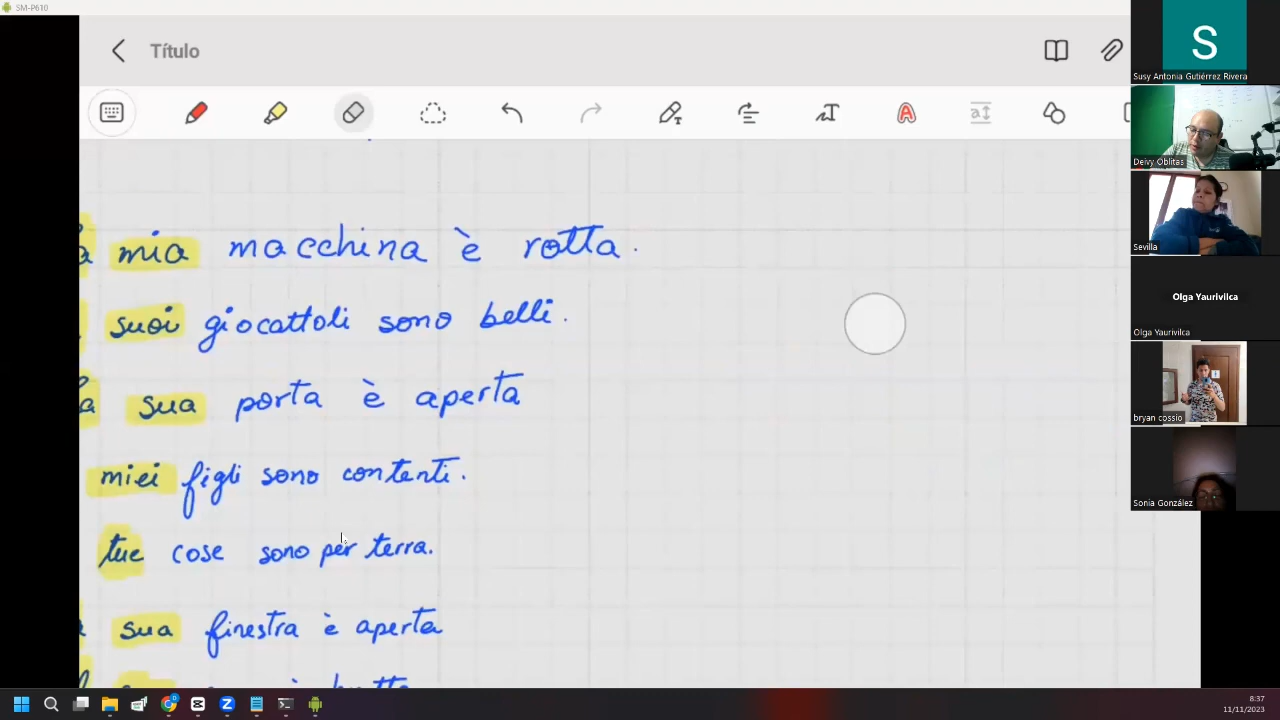 SM-P610
Título
mia macchina è rotta.
suoi giocattoli sono belli.
sua porta è aperta
miei figli sono contenti.
tue cose sono per terra.
sua finestra è aperta
S
Susy Antonia Gutiérrez Rivera
Deivy Oblitas
Sevilla
Olga Yaurivilca
Olga Yaurivilca
bryan cossio
Sonia González
8:37
11/11/2023